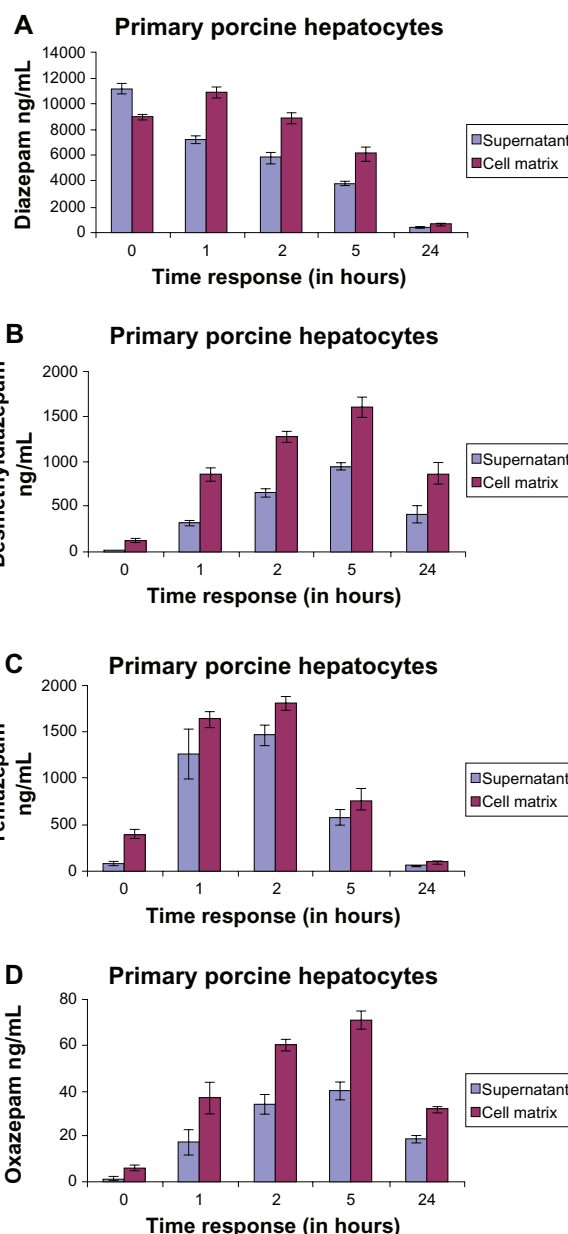 A
Primary porcine hepatocytes
Diazepam ng/mL
14000
12000
10000
8000
6000
4000
2000
0
0 1 2 5 24
Time response (in hours)
Supernatant
Cell matrix
B
Primary porcine hepatocytes
Desmethyldiazepam
ng/mL
2000
1500
1000
500
0
0 1 2 5 24
Time response (in hours)
Supernatant
Cell matrix
C
Primary porcine hepatocytes
Temazepam
ng/mL
2000
1500
1000
500
0
0 1 2 5 24
Time response (in hours)
Supernatant
Cell matrix
D
Primary porcine hepatocytes
Oxazepam ng/mL
80
60
40
20
0
0 1 2 5 24
Time response (in hours)
Supernatant
Cell matrix